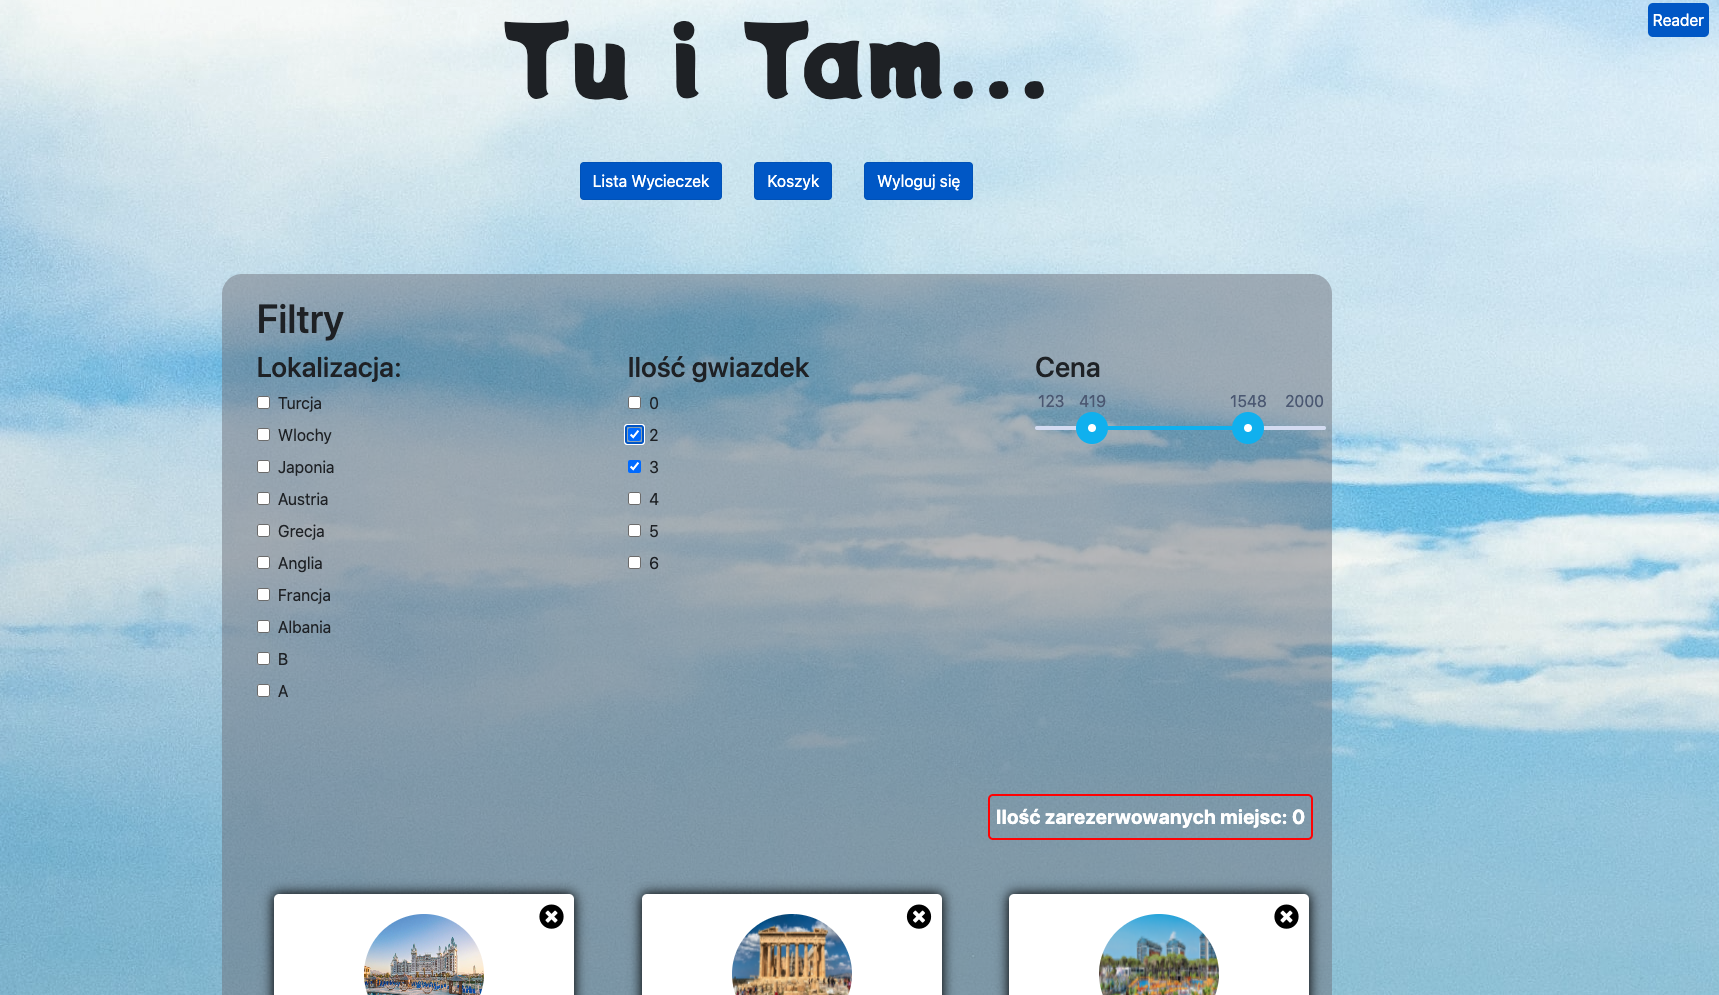 Tu i Tam...
Reader
Lista Wycieczek
Koszyk
Wyloguj się
Filtry
Lokalizacja:
Turcja
Wlochy
Japonia
Austria
Grecja
Anglia
Francja
Albania
B
A
Ilość gwiazdek
0
2
3
4
5
6
Cena
123 419 1548 2000
Ilość zarezerwowanych miejsc: 0